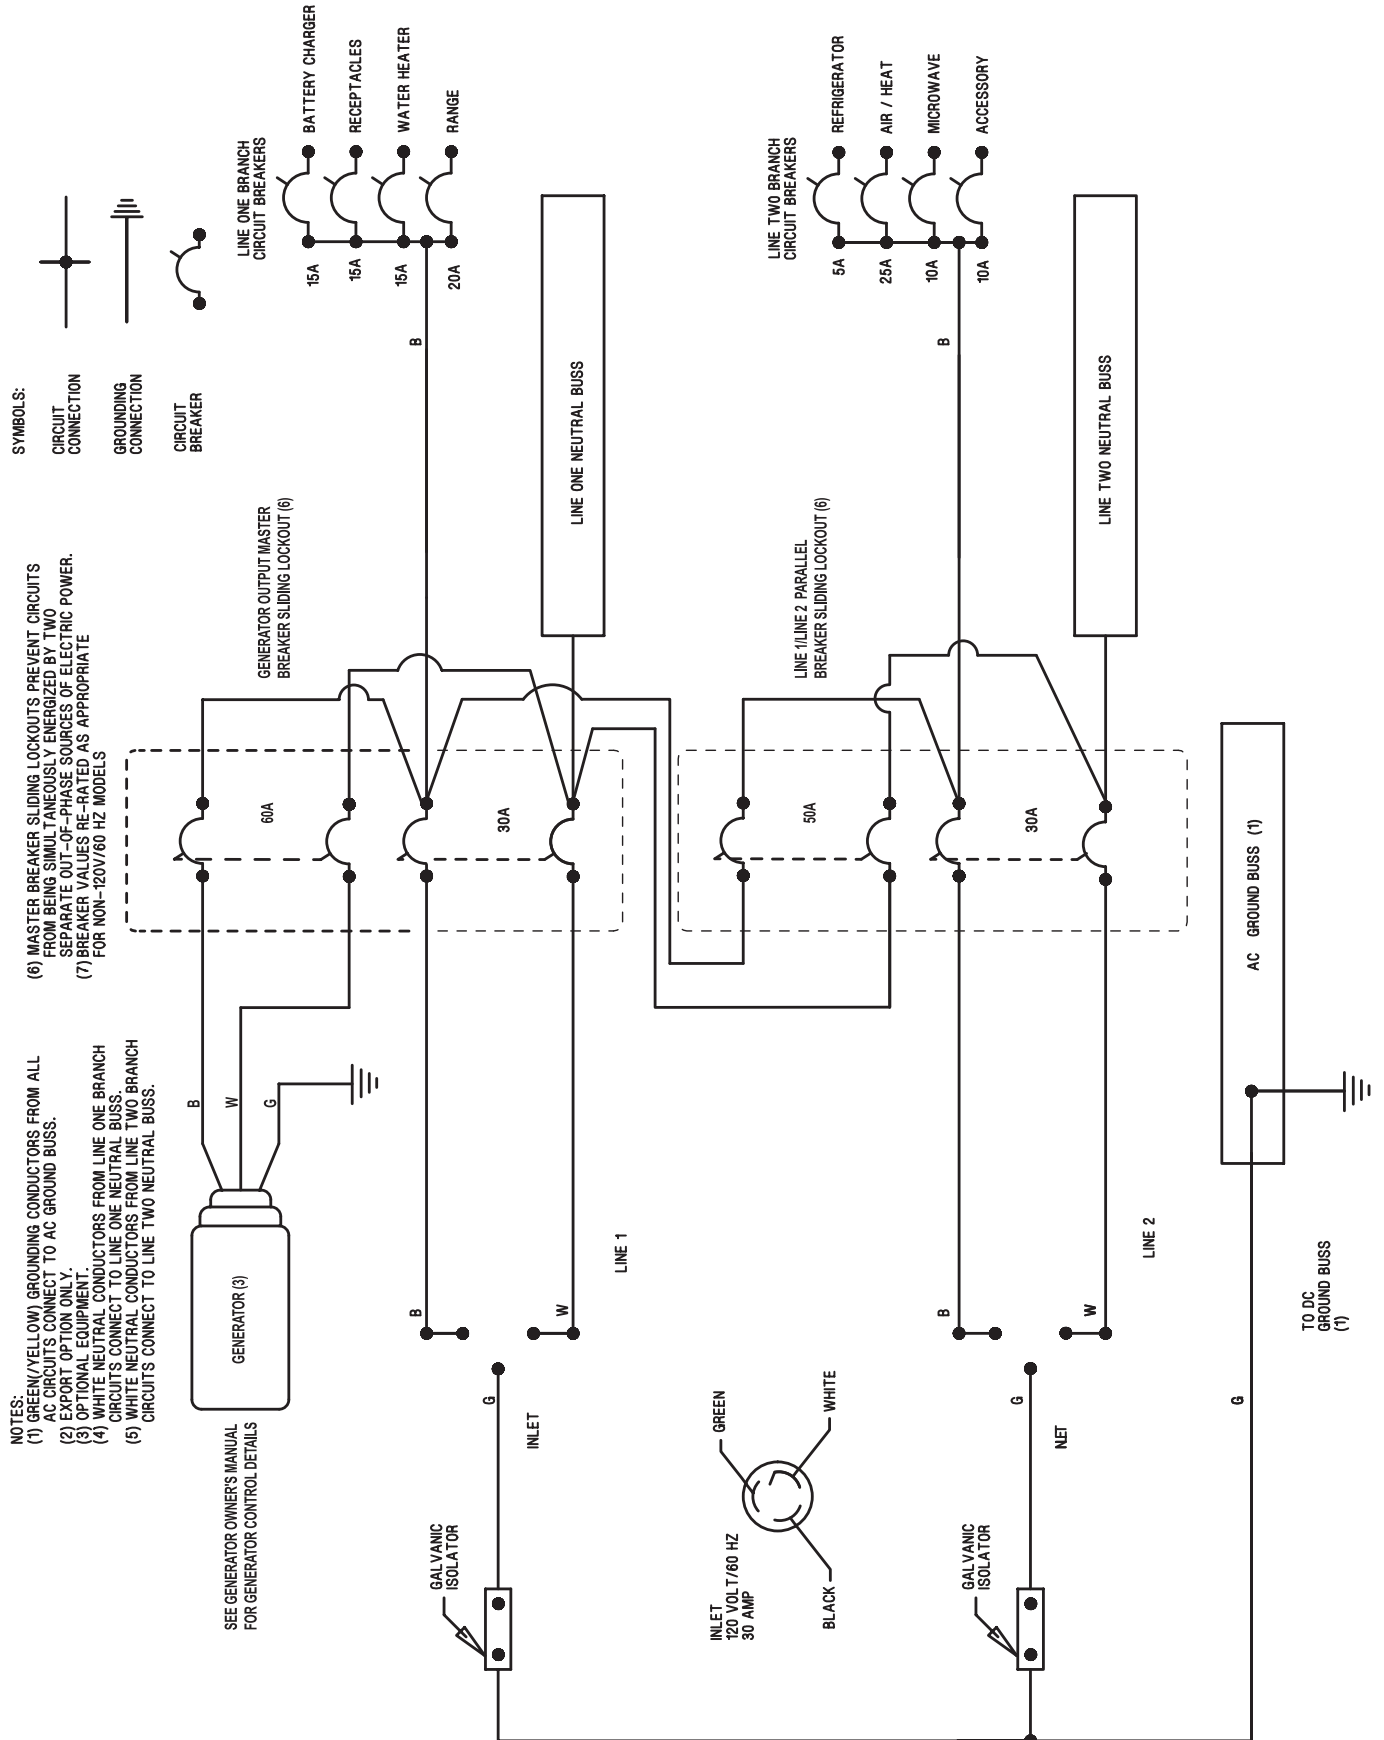 NOTES:
(1) GREEN(/YELLOW) GROUNDING CONDUCTORS FROM ALL
AC CIRCUITS CONNECT TO AC GROUND BUSS.
(2) EXPORT OPTION ONLY.
(3) OPTIONAL EQUIPMENT.
(4) WHITE NEUTRAL CONDUCTORS FROM LINE ONE BRANCH
CIRCUITS CONNECT TO LINE ONE NEUTRAL BUSS.
(5) WHITE NEUTRAL CONDUCTORS FROM LINE TWO BRANCH
CIRCUITS CONNECT TO LINE TWO NEUTRAL BUSS.
(6) MASTER BREAKER SLIDING LOCKOUTS PREVENT CIRCUITS
FROM BEING SIMULTANEOUSLY ENERGIZED BY TWO
SEPARATE OUT-OF-PHASE SOURCES OF ELECTRIC POWER.
(7) BREAKER VALUES RE-RATED AS APPROPRIATE
FOR NON-120V/60 HZ MODELS
SYMBOLS:
CIRCUIT
CONNECTION
GROUNDING
CONNECTION
CIRCUIT
BREAKER
SEE GENERATOR OWNER'S MANUAL
FOR GENERATOR CONTROL DETAILS
GENERATOR (3)
B
W
G
60A
GENERATOR OUTPUT MASTER
BREAKER SLIDING LOCKOUT (6)
LINE ONE BRANCH
CIRCUIT BREAKERS
15A
BATTERY CHARGER
15A
RECEPTACLES
15A
WATER HEATER
20A
RANGE
B
B
W
30A
LINE ONE NEUTRAL BUSS
LINE 1
GALVANIC
ISOLATOR
G
INLET
INLET
120 VOLT/60 HZ
30 AMP
GREEN
WHITE
BLACK
50A
LINE 1/LINE 2 PARALLEL
BREAKER SLIDING LOCKOUT (6)
LINE TWO BRANCH
CIRCUIT BREAKERS
5A
REFRIGERATOR
25A
AIR / HEAT
10A
MICROWAVE
10A
ACCESSORY
B
B
W
30A
LINE TWO NEUTRAL BUSS
LINE 2
GALVANIC
ISOLATOR
G
NLET
AC GROUND BUSS (1)
G
TO DC
GROUND BUSS
(1)